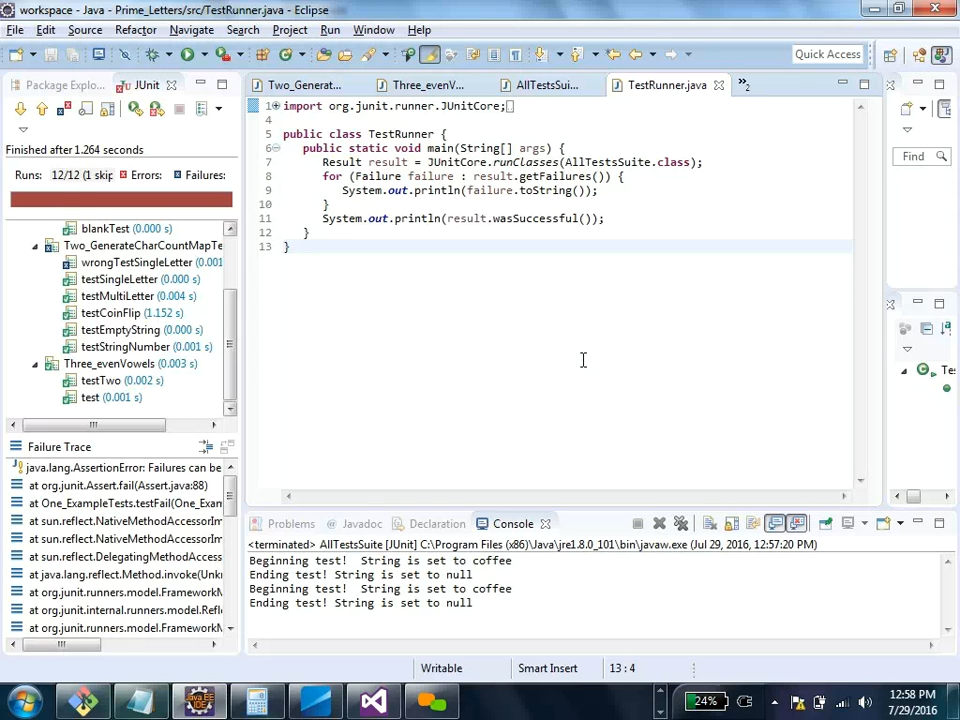 workspace - Java - Prime_Letters/src/TestRunner.java - Eclipse
File Edit Source Refactor Navigate Search Project Run Window Help
Quick Access
Package Explo... JUnit
Two_Generat... Three_evenV... AllTestsSui... TestRunner.java »2
Finished after 1.264 seconds
Runs: 12/12 (1 skip Errors: Failures:
blankTest (0.000 s)
Two_GenerateCharCountMapTe
wrongTestSingleLetter (0.001
testSingleLetter (0.000 s)
testMultiLetter (0.004 s)
testCoinFlip (1.152 s)
testEmptyString (0.000 s)
testStringNumber (0.001 s)
Three_evenVowels (0.003 s)
testTwo (0.002 s)
test (0.001 s)
Failure Trace
java.lang.AssertionError: Failures can be
at org.junit.Assert.fail(Assert.java:88)
at One_ExampleTests.testFail(One_Exam
at sun.reflect.NativeMethodAccessorIm
at sun.reflect.NativeMethodAccessorIm
at sun.reflect.DelegatingMethodAccess
at java.lang.reflect.Method.invoke(Unk
at org.junit.runners.model.FrameworkM
at org.junit.internal.runners.model.Refle
at org.junit.runners.model.FrameworkM
1 import org.junit.runner.JUnitCore;
4
5 public class TestRunner {
6 public static void main(String[] args) {
7 Result result = JUnitCore.runClasses(AllTestsSuite.class);
8 for (Failure failure : result.getFailures()) {
9 System.out.println(failure.toString());
10 }
11 System.out.println(result.wasSuccessful());
12 }
13 }
Find
Te
Problems Javadoc Declaration Console
<terminated> AllTestsSuite [JUnit] C:\Program Files (x86)\Java\jre1.8.0_101\bin\javaw.exe (Jul 29, 2016, 12:57:20 PM)
Beginning test!  String is set to coffee
Ending test! String is set to null
Beginning test!  String is set to coffee
Ending test! String is set to null
Writable Smart Insert 13 : 4
Java EE IDE
24%
12:58 PM
7/29/2016